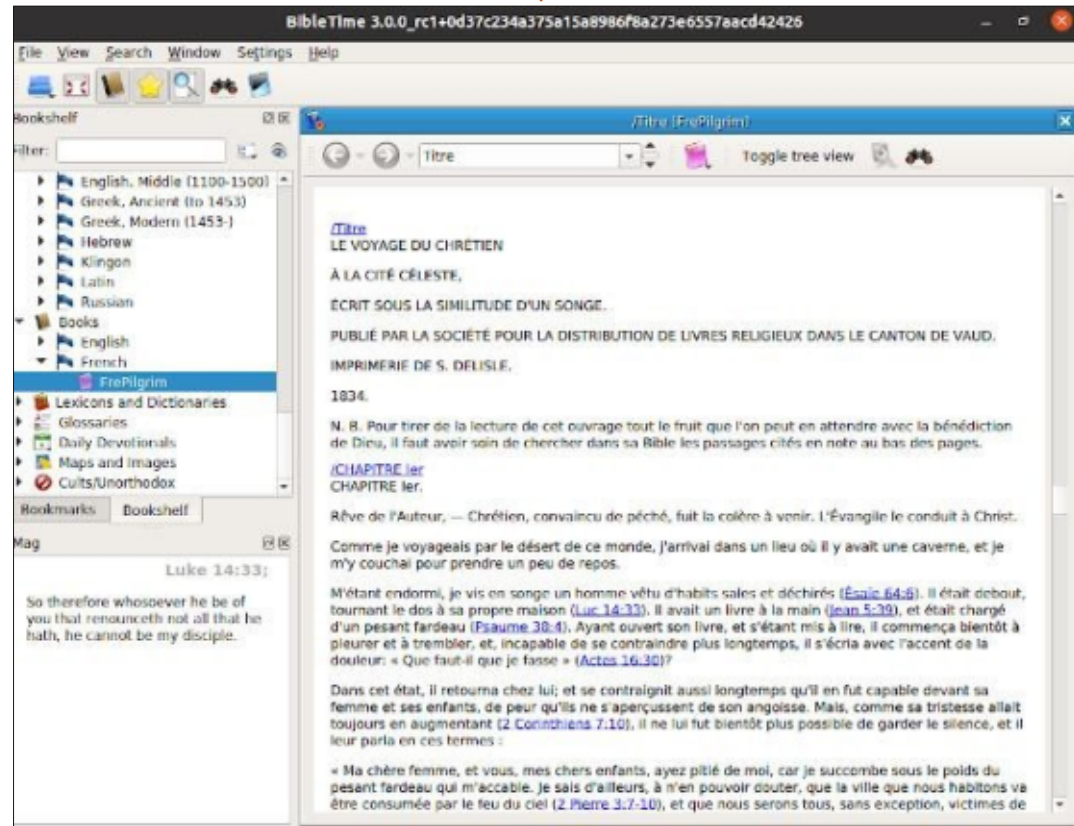 BibleTime 3.0.0_rc1+0d37c234a375a15a8986f8a273e6557aacd42426
File View Search Window Settings Help
Bookshelf
Filter:
English, Middle (1100-1500)
Greek, Ancient (to 1453)
Greek, Modern (1453-)
Hebrew
Klingon
Latin
Russian
Books
English
French
FrePilgrim
Lexicons and Dictionaries
Glossaries
Daily Devotionals
Maps and Images
Cults/Unorthodox
Bookmarks Bookshelf
Mag
Luke 14:33;
So therefore whosoever he be of
you that renounceth not all that he
hath, he cannot be my disciple.
/Titre (FrePilgrim)
Titre Toggle tree view
/Titre
LE VOYAGE DU CHRÉTIEN
À LA CITÉ CÉLESTE,
ÉCRIT SOUS LA SIMILITUDE D'UN SONGE.
PUBLIÉ PAR LA SOCIÉTÉ POUR LA DISTRIBUTION DE LIVRES RELIGIEUX DANS LE CANTON DE VAUD.
IMPRIMERIE DE S. DELISLE.
1834.
N. B. Pour tirer de la lecture de cet ouvrage tout le fruit que l'on peut en attendre avec la bénédiction
de Dieu, il faut avoir soin de chercher dans sa Bible les passages cités en note au bas des pages.
/CHAPITRE Ier
CHAPITRE Ier.
Rêve de l'Auteur, — Chrétien, convaincu de péché, fuit la colère à venir. L'Évangile le conduit à Christ.
Comme je voyageais par le désert de ce monde, j'arrivai dans un lieu où il y avait une caverne, et je
m'y couchai pour prendre un peu de repos.
M'étant endormi, je vis en songe un homme vêtu d'habits sales et déchirés (Ésaïe 64:6). Il était debout,
tournant le dos à sa propre maison (Luc 14:33). Il avait un livre à la main (Jean 5:39), et était chargé
d'un pesant fardeau (Psaume 38:4). Ayant ouvert son livre, et s'étant mis à lire, il commença bientôt à
pleurer et à trembler, et, incapable de se contraindre plus longtemps, il s'écria avec l'accent de la
douleur: « Que faut-il que je fasse » (Actes 16:30)?
Dans cet état, il retourna chez lui; et se contraignit aussi longtemps qu'il en fut capable devant sa
femme et ses enfants, de peur qu'ils ne s'aperçussent de son angoisse. Mais, comme sa tristesse allait
toujours en augmentant (2 Corinthiens 7:10), il ne lui fut bientôt plus possible de garder le silence, et il
leur parla en ces termes :
« Ma chère femme, et vous, mes chers enfants, ayez pitié de moi, car je succombe sous le poids du
pesant fardeau qui m'accable. Je sais d'ailleurs, à n'en pouvoir douter, que la ville que nous habitons va
être consumée par le feu du ciel (2 Pierre 3:7-10), et que nous serons tous, sans exception, victimes de